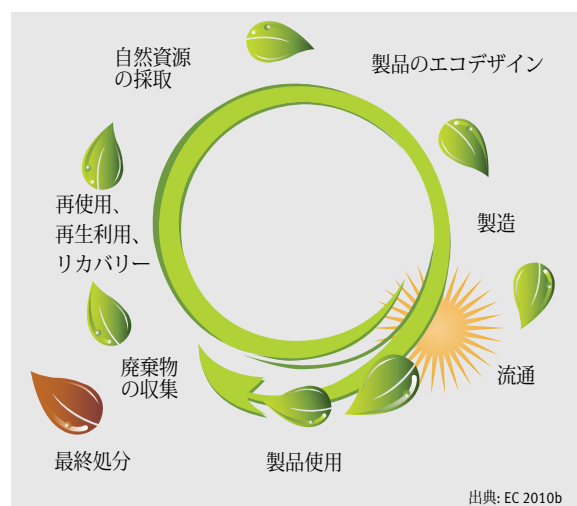 自然資源
の採取
製品のエコデザイン
製造
流通
製品使用
廃棄物
の収集
最終処分
再使用、
再生利用、
リカバリー
出典: EC 2010b